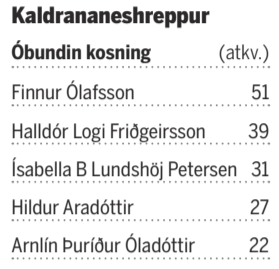 Kaldrananeshreppur
Óbundin kosning (atkv.)
Finnur Ólafsson 51
Halldór Logi Friðgeirsson 39
Ísabella B Lundshöj Petersen 31
Hildur Aradóttir 27
Arnlín Þuríður Óladóttir 22